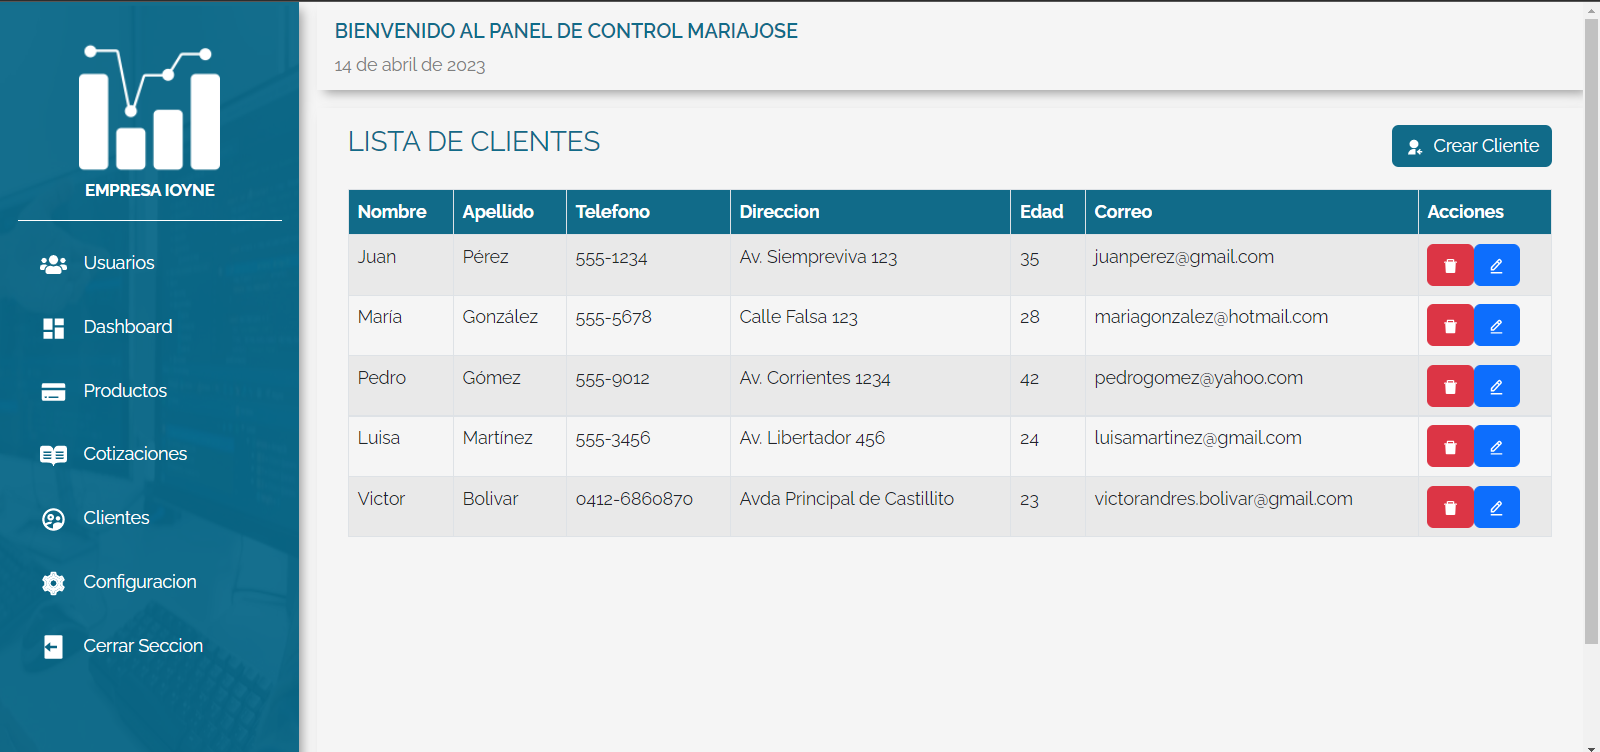 EMPRESA IOYNE
Usuarios
Dashboard
Productos
Cotizaciones
Clientes
Configuracion
Cerrar Seccion
BIENVENIDO AL PANEL DE CONTROL MARIAJOSE
14 de abril de 2023
LISTA DE CLIENTES
Crear Cliente
Nombre Apellido Telefono Direccion Edad Correo Acciones
Juan Pérez 555-1234 Av. Siempreviva 123 35 juanperez@gmail.com
María González 555-5678 Calle Falsa 123 28 mariagonzalez@hotmail.com
Pedro Gómez 555-9012 Av. Corrientes 1234 42 pedrogomez@yahoo.com
Luisa Martínez 555-3456 Av. Libertador 456 24 luisamartinez@gmail.com
Victor Bolivar 0412-6860870 Avda Principal de Castillito 23 victorandres.bolivar@gmail.com